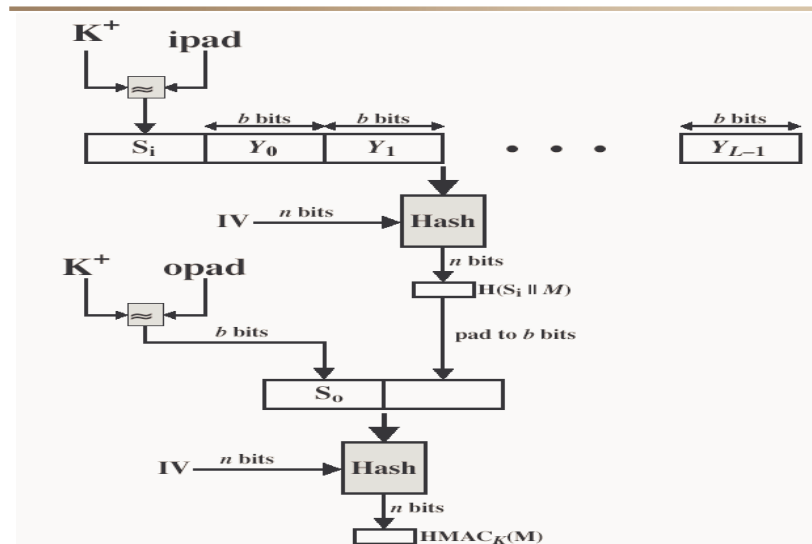 K+ ipad
≈
b bits b bits b bits
Si Y0 Y1 • • • YL−1
IV n bits Hash
n bits
K+ opad
H(Si || M)
≈
b bits
pad to b bits
So
IV n bits Hash
n bits
HMACK(M)